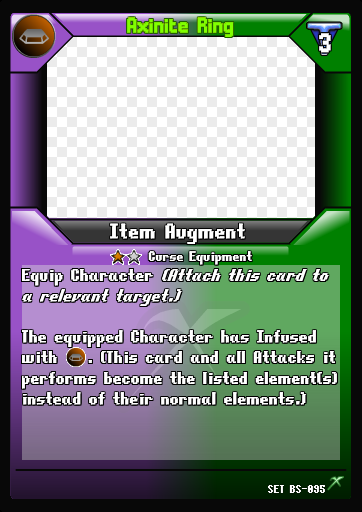 Axinite Ring
3
Item Augment
Curse Equipment
Equip Character (Attach this card to
a relevant target.)
The equipped Character has Infused
with . (This card and all Attacks it
performs become the listed element(s)
instead of their normal elements.)
SET BS-095